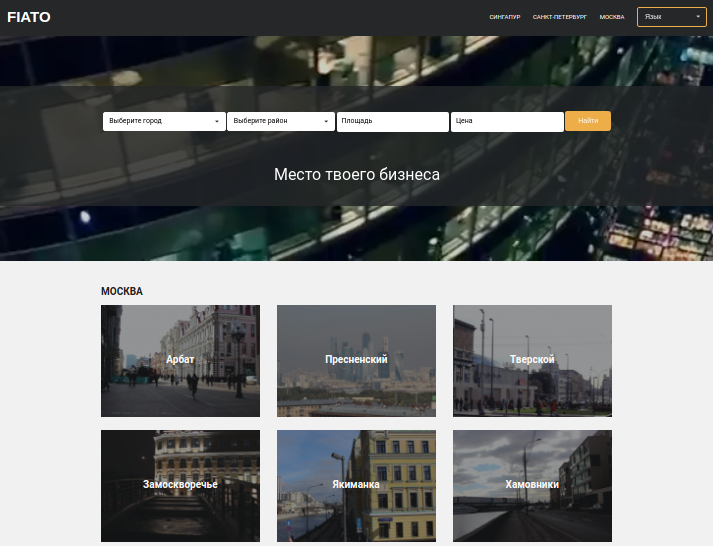 FIATO
СИНГАПУР САНКТ-ПЕТЕРБУРГ МОСКВА Язык
Выберите город Выберите район Площадь Цена Найти
Место твоего бизнеса
МОСКВА
Арбат Пресненский Тверской
Замоскворечье Якиманка Хамовники